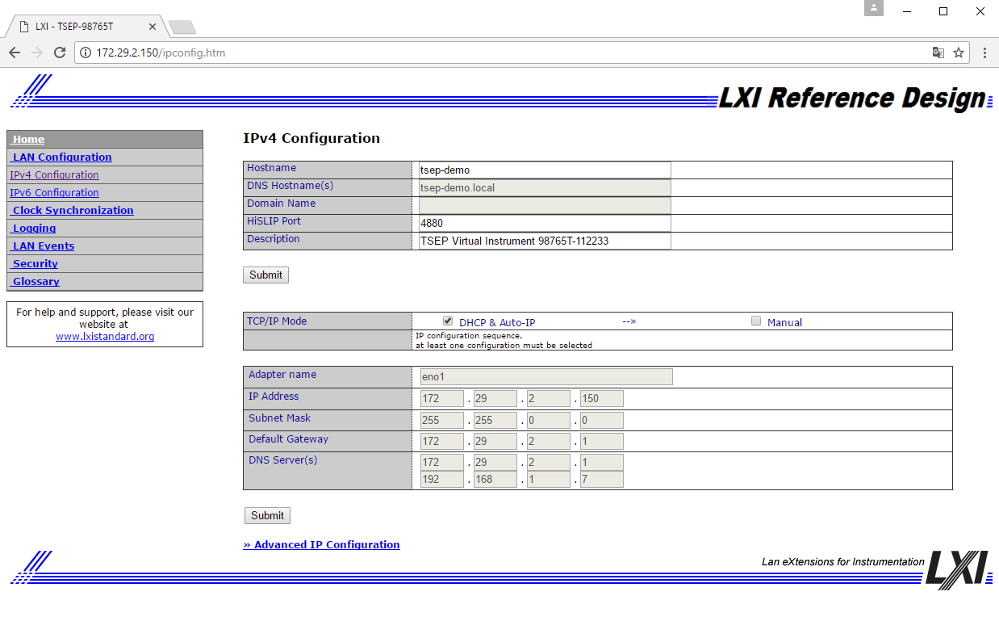 LXI - TSEP-98765T
172.29.2.150/ipconfig.htm
LXI Reference Design
Home
LAN Configuration
IPv4 Configuration
IPv6 Configuration
Clock Synchronization
Logging
LAN Events
Security
Glossary
For help and support, please visit our
website at
www.lxistandard.org
IPv4 Configuration
Hostname tsep-demo
DNS Hostname(s) tsep-demo.local
Domain Name
HiSLIP Port 4880
Description TSEP Virtual Instrument 98765T-112233
Submit
TCP/IP Mode DHCP & Auto-IP --» Manual
IP configuration sequence,
at least one configuration must be selected
Adapter name eno1
IP Address 172 . 29 . 2 . 150
Subnet Mask 255 . 255 . 0 . 0
Default Gateway 172 . 29 . 2 . 1
DNS Server(s) 172 . 29 . 2 . 1
192 . 168 . 1 . 7
Submit
» Advanced IP Configuration
Lan eXtensions for Instrumentation LXI